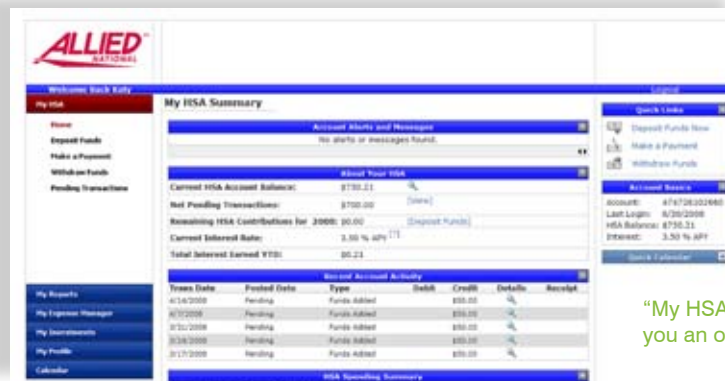 ALLIED
NATIONAL
Welcome Back Kelly
Legend
My HSA
Home
Deposit Funds
Make a Payment
Withdraw Funds
Pending Transactions
My Reports
My Expense Manager
My Investments
My Profile
Calendar
My HSA Summary
Account Alerts and Messages
No alerts or messages found.
About Your HSA
Current HSA Account Balance: $750.21
Net Pending Transactions: $700.00 [View]
Remaining HSA Contributions for 2008: $0.00 [Deposit Funds]
Current Interest Rate: 3.50 % APY [?]
Total Interest Earned YTD: $0.21
Recent Account Activity
Trans Date Posted Date Type Debit Credit Details Receipt
4/14/2008 Pending Funds Added $50.00
4/7/2008 Pending Funds Added $50.00
3/31/2008 Pending Funds Added $50.00
3/24/2008 Pending Funds Added $50.00
3/17/2008 Pending Funds Added $50.00
HSA Spending Summary
Quick Links
Deposit Funds Now
Make a Payment
Withdraw Funds
Account Basics
Account:
Last Login: 6/20/2008
HSA Balance: $750.21
Interest: 3.50 % APY
Quick Calendar
“My HSA
you an o